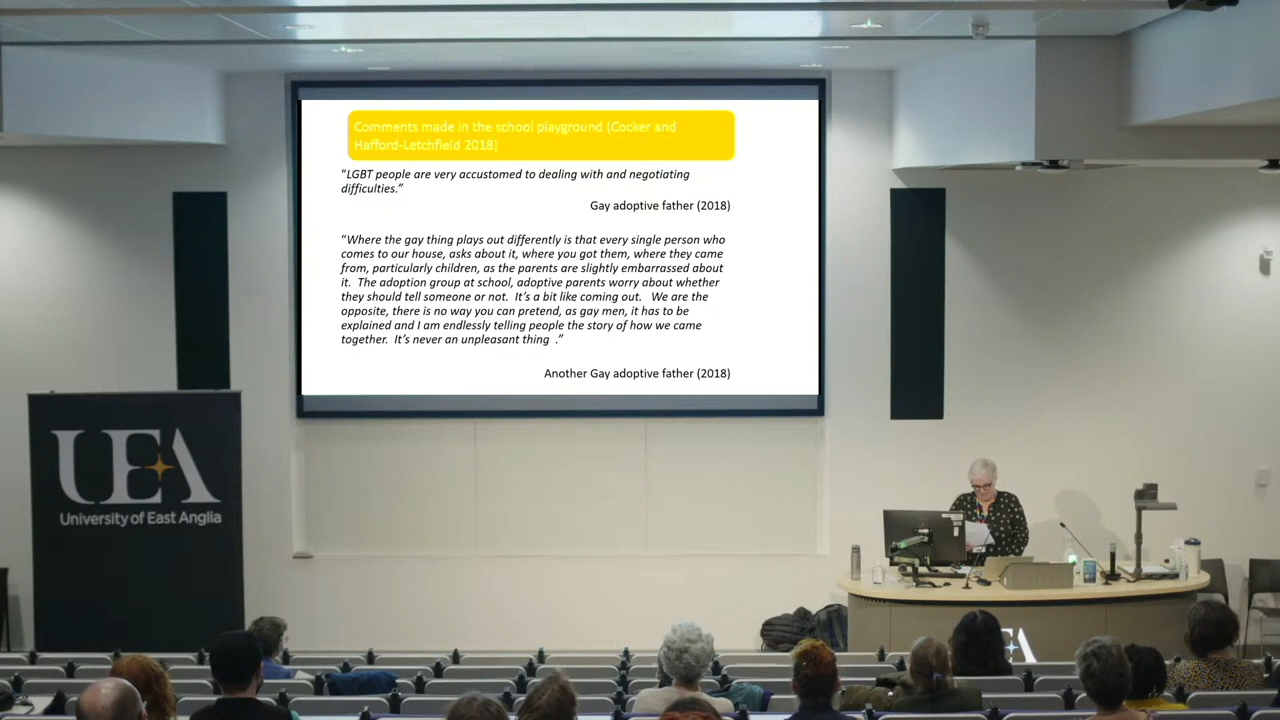 Comments made in the school playground (Cocker and
Hafford-Letchfield 2018)
“LGBT people are very accustomed to dealing with and negotiating
difficulties.”
Gay adoptive father (2018)
“Where the gay thing plays out differently is that every single person who
comes to our house, asks about it, where you got them, where they came
from, particularly children, as the parents are slightly embarrassed about
it.  The adoption group at school, adoptive parents worry about whether
they should tell someone or not.  It’s a bit like coming out.   We are the
opposite, there is no way you can pretend, as gay men, it has to be
explained and I am endlessly telling people the story of how we came
together.  It’s never an unpleasant thing  .”
Another Gay adoptive father (2018)
UEA
University of East Anglia